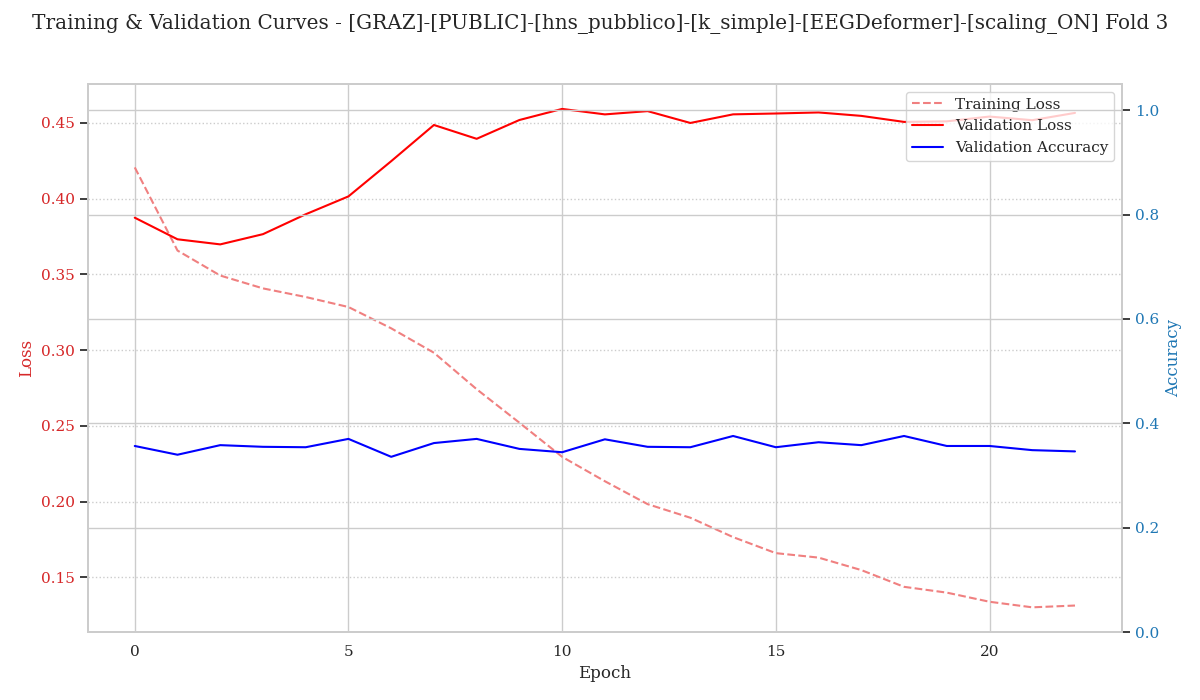 Training & Validation Curves - [GRAZ]-[PUBLIC]-[hns_pubblico]-[k_simple]-[EEGDeformer]-[scaling_ON] Fold 3
Training Loss
Validation Loss
Validation Accuracy
0.45
0.40
0.35
0.30
0.25
0.20
0.15
Loss
1.0
0.8
0.6
0.4
0.2
0.0
Accuracy
0
5
10
15
20
Epoch